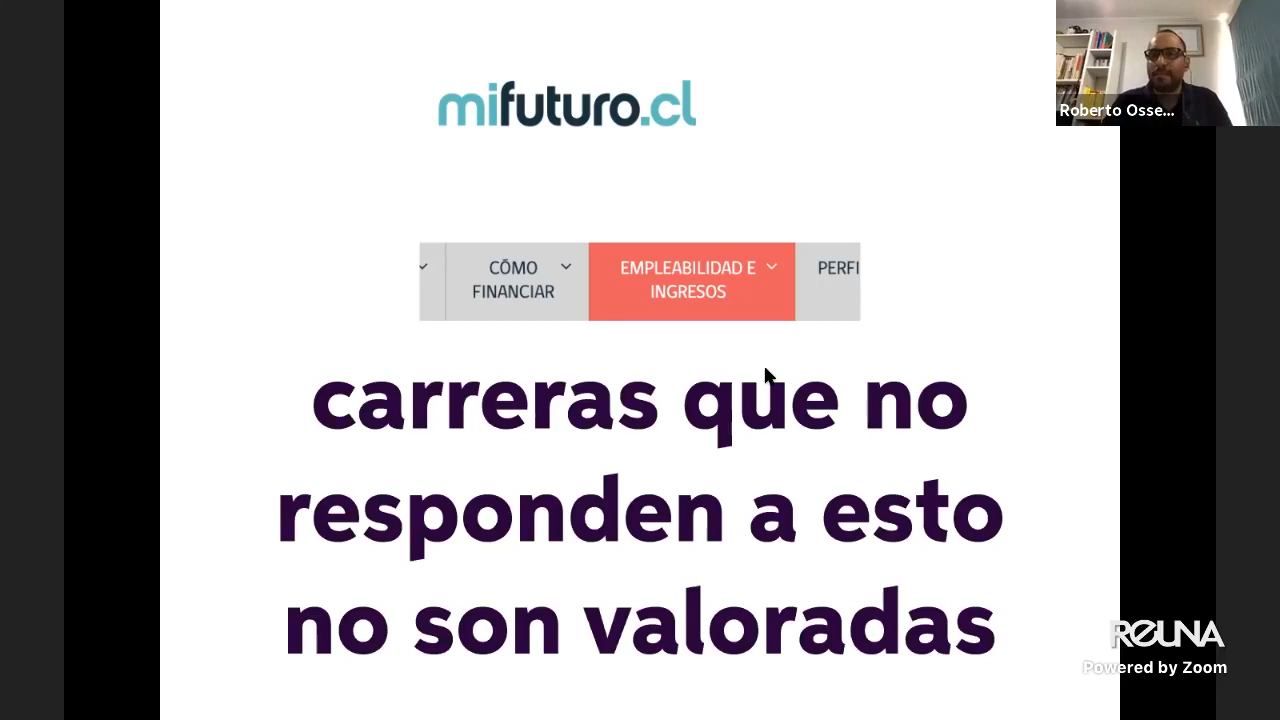 mifuturo.cl
Roberto Osse...
CŌMO
FINANCIAR
EMPLEABILIDAD E
INGRESOS
PERFI
carreras que no
responden a esto
no son valoradas
REUNA
Powered by Zoom